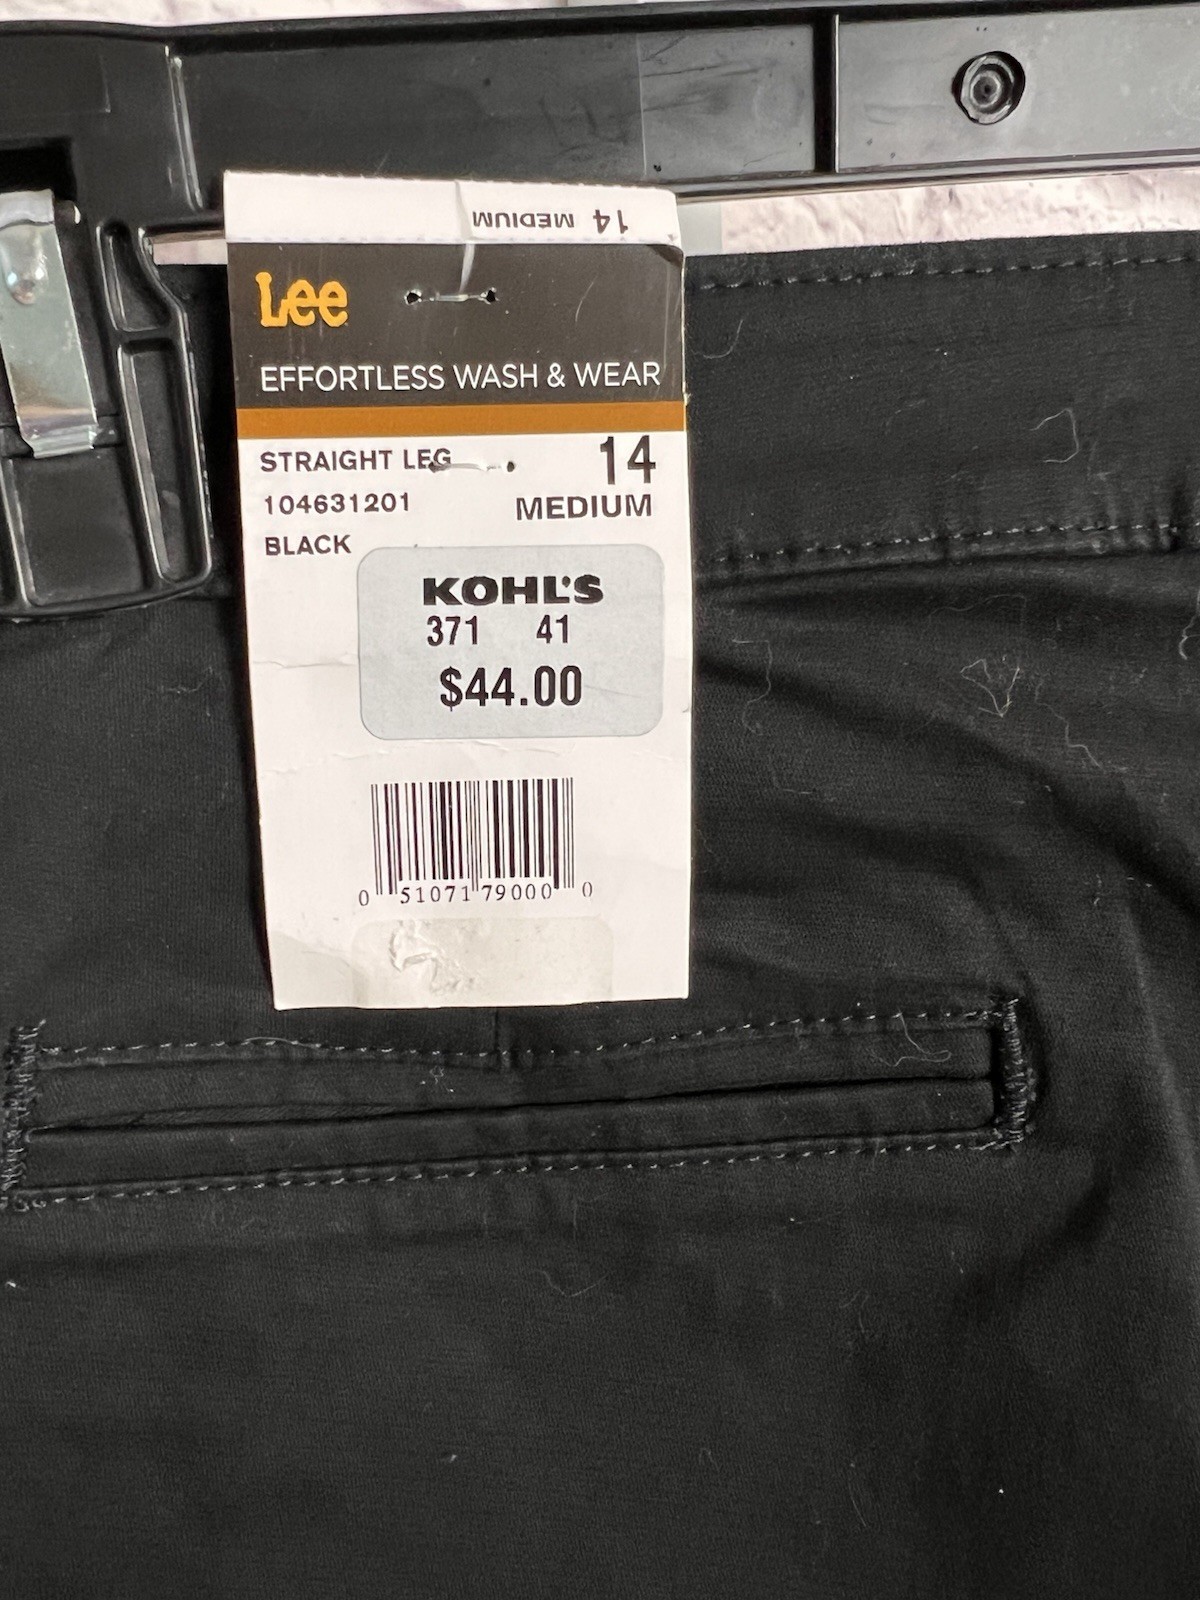 14 MEDIUM
Lee
EFFORTLESS WASH & WEAR
STRAIGHT LEG 14
104631201 MEDIUM
BLACK
KOHL'S
371 41
$44.00
0 51071 79000 0